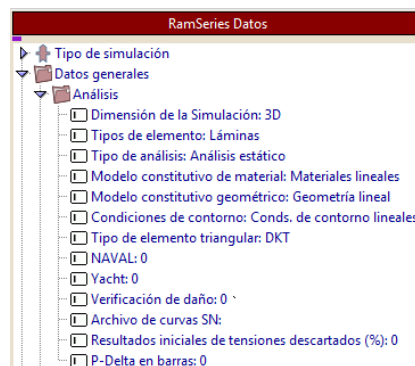 RamSeries Datos
Tipo de simulación
Datos generales
Análisis
Dimensión de la Simulación: 3D
Tipos de elemento: Láminas
Tipo de análisis: Análisis estático
Modelo constitutivo de material: Materiales lineales
Modelo constitutivo geométrico: Geometría lineal
Condiciones de contorno: Conds. de contorno lineales
Tipo de elemento triangular: DKT
NAVAL: 0
Yacht: 0
Verificación de daño: 0
Archivo de curvas SN:
Resultados iniciales de tensiones descartados (%): 0
P-Delta en barras: 0